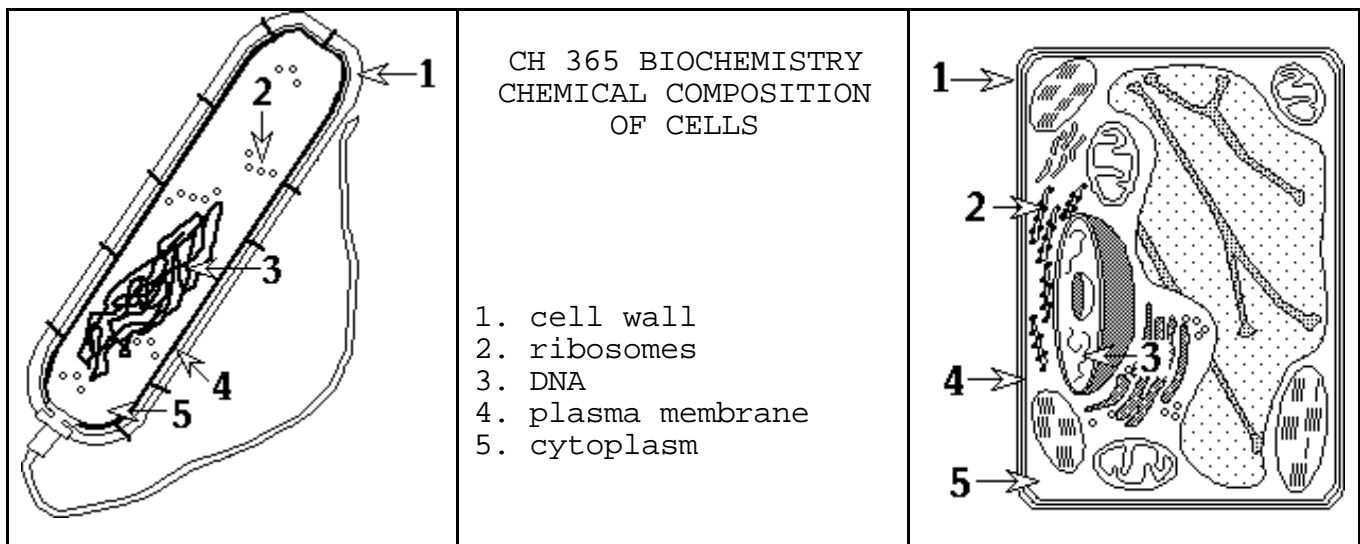 1
2
3
4
5
CH 365 BIOCHEMISTRY
CHEMICAL COMPOSITION
OF CELLS
1. cell wall
2. ribosomes
3. DNA
4. plasma membrane
5. cytoplasm
1
2
3
4
5